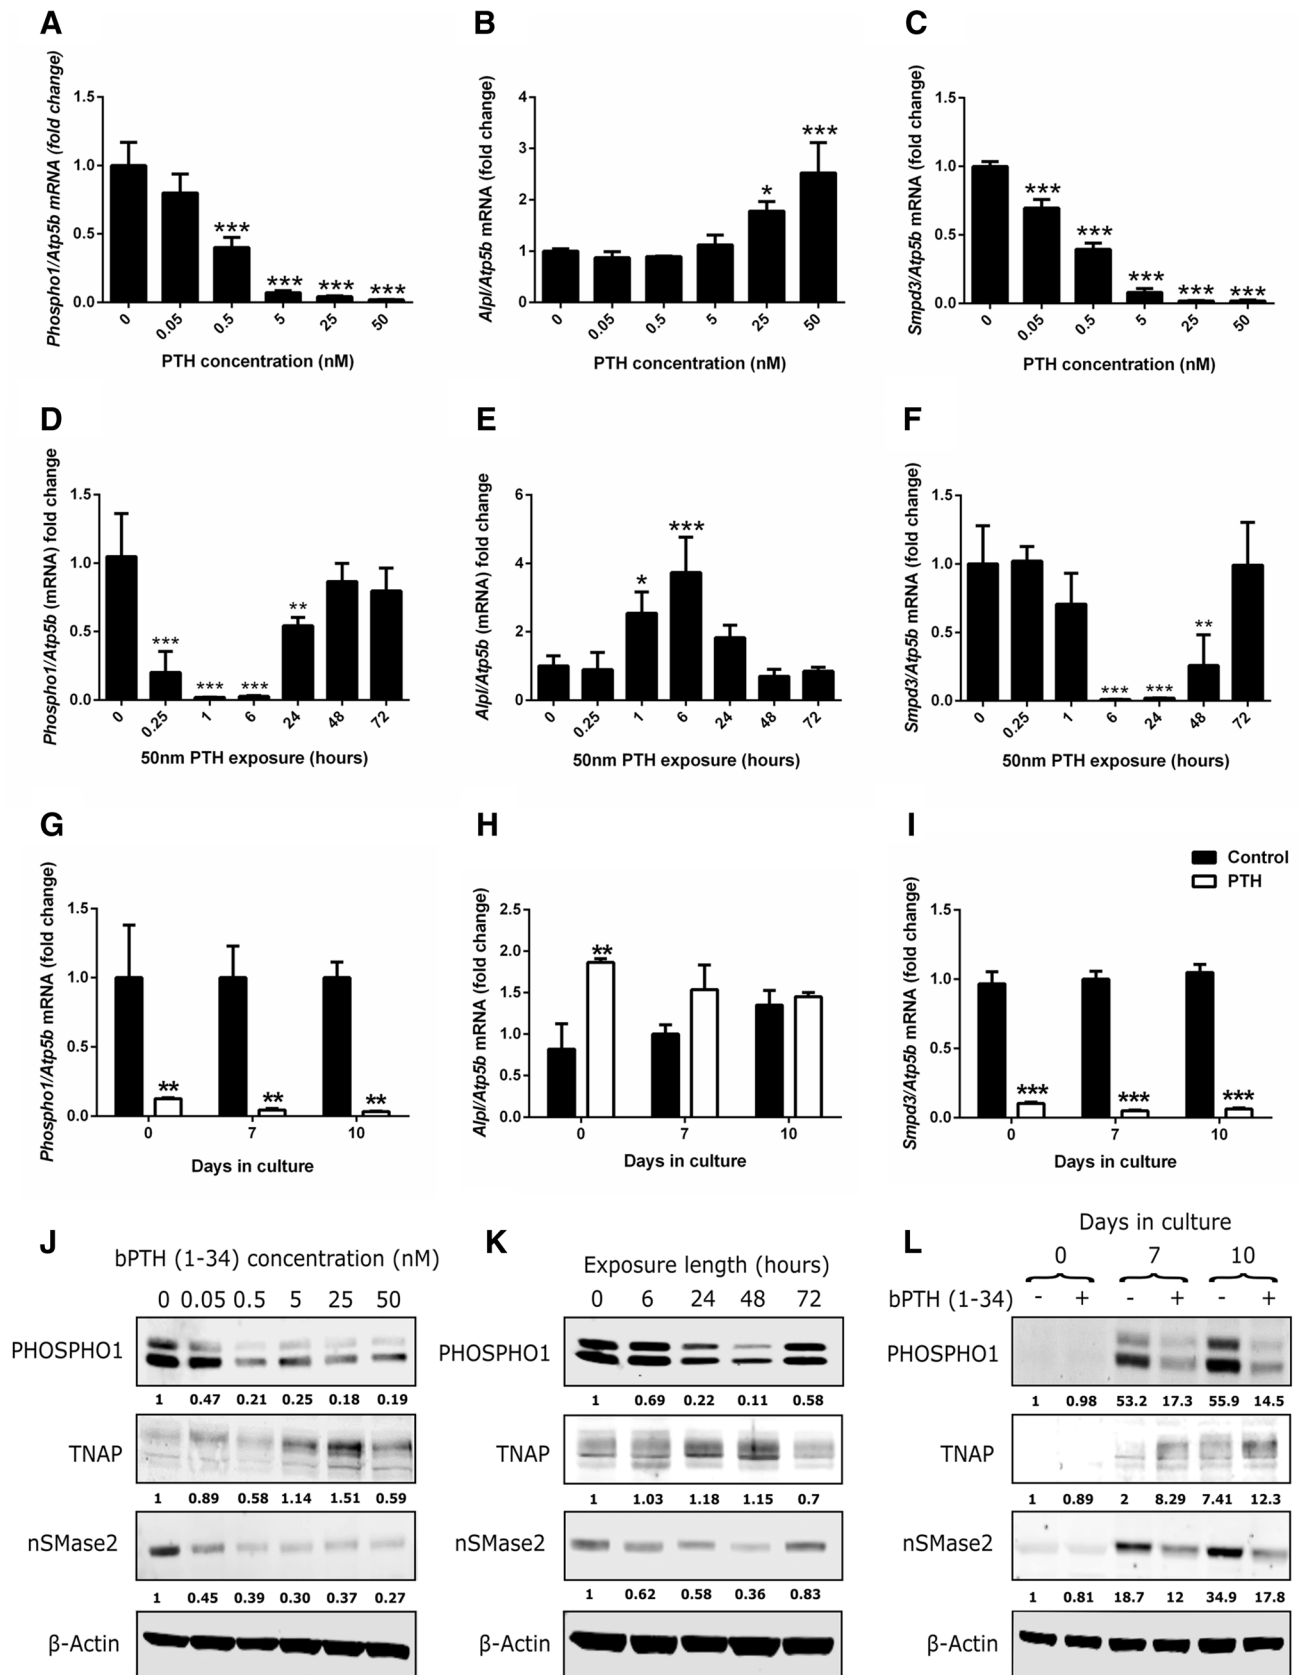 A
B
C
Phospho1/Atp5b mRNA (fold change)
1.5
1.0
0.5
0.0
***
***
***
***
0
0.05
0.5
5
25
50
PTH concentration (nM)
Alpl/Atp5b mRNA (fold change)
4
3
2
1
0
*
***
0
0.05
0.5
5
25
50
PTH concentration (nM)
Smpd3/Atp5b mRNA (fold change)
1.5
1.0
0.5
0.0
***
***
***
***
***
0
0.05
0.5
5
25
50
PTH concentration (nM)
D
E
F
Phospho1/Atp5b (mRNA) fold change
1.5
1.0
0.5
0.0
***
***
***
**
0
0.25
1
6
24
48
72
50nm PTH exposure (hours)
Alpl/Atp5b (mRNA) fold change
6
4
2
0
*
***
0
0.25
1
6
24
48
72
50nm PTH exposure (hours)
Smpd3/Atp5b mRNA (fold change)
1.5
1.0
0.5
0.0
***
***
**
0
0.25
1
6
24
48
72
50nm PTH exposure (hours)
G
H
I
Phospho1/Atp5b mRNA (fold change)
1.5
1.0
0.5
0.0
**
**
**
0
7
10
Days in culture
Alpl/Atp5b mRNA (fold change)
2.5
2.0
1.5
1.0
0.5
0.0
**
0
7
10
Days in culture
Control
PTH
Smpd3/Atp5b mRNA (fold change)
1.5
1.0
0.5
0.0
***
***
***
0
7
10
Days in culture
J
bPTH (1-34) concentration (nM)
0 0.05 0.5 5 25 50
PHOSPHO1
1 0.47 0.21 0.25 0.18 0.19
TNAP
1 0.89 0.58 1.14 1.51 0.59
nSMase2
1 0.45 0.39 0.30 0.37 0.27
β-Actin
K
Exposure length (hours)
0 6 24 48 72
PHOSPHO1
1 0.69 0.22 0.11 0.58
TNAP
1 1.03 1.18 1.15 0.7
nSMase2
1 0.62 0.58 0.36 0.83
β-Actin
L
Days in culture
0 7 10
bPTH (1-34) - + - + - +
PHOSPHO1
1 0.98 53.2 17.3 55.9 14.5
TNAP
1 0.89 2 8.29 7.41 12.3
nSMase2
1 0.81 18.7 12 34.9 17.8
β-Actin